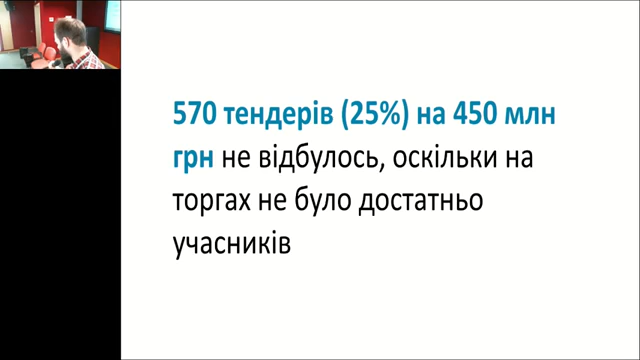 570 тендерів (25%) на 450 млн
грн не відбулось, оскільки на
торгах не було достатньо
учасників